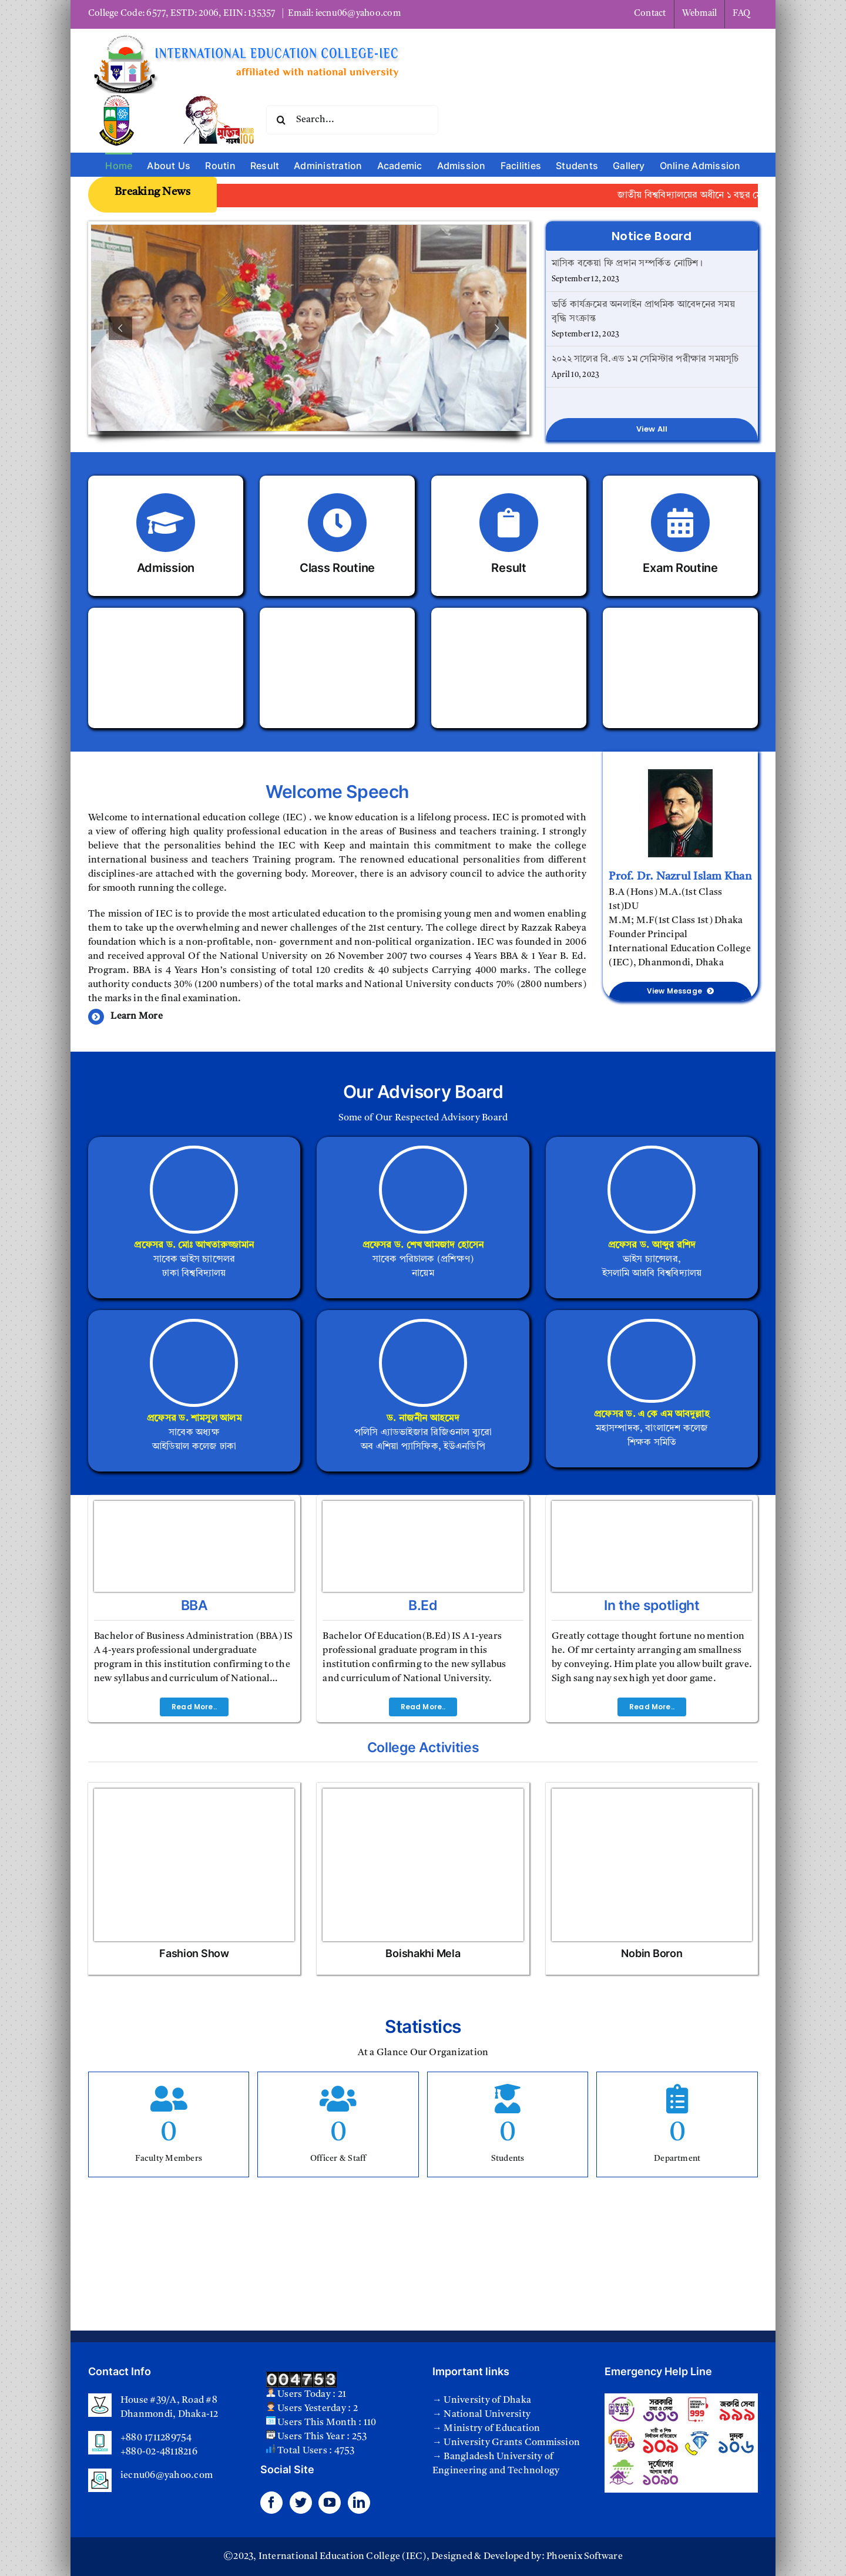 College Code: 6577, ESTD: 2006, EIIN: 135357 | Email: iecnu06@yahoo.com
Contact
Webmail
FAQ
INTERNATIONAL EDUCATION COLLEGE-IEC
affiliated with national university
Search...
Home
About Us
Routin
Result
Administration
Academic
Admission
Facilities
Students
Gallery
Online Admission
Breaking News
জাতীয় বিশ্ববিদ্যালয়ের অধীনে ১ বছর
Notice Board
মাসিক বকেয়া ফি প্রদান সম্পর্কিত নোটিশ।
September 12, 2023
ভর্তি কার্যক্রমের অনলাইন প্রাথমিক আবেদনের সময়
বৃদ্ধি সংক্রান্ত
September 12, 2023
২০২২ সালের বি.এড ১ম সেমিস্টার পরীক্ষার সময়সূচি
April 10, 2023
View All
Admission
Class Routine
Result
Exam Routine
Welcome Speech
Welcome to international education college (IEC) . we know education is a lifelong process. IEC is promoted with
a view of offering high quality professional education in the areas of Business and teachers training. I strongly
believe that the personalities behind the IEC with Keep and maintain this commitment to make the college
international business and teachers Training program. The renowned educational personalities from different
disciplines-are attached with the governing body. Moreover, there is an advisory council to advice the authority
for smooth running the college.
The mission of IEC is to provide the most articulated education to the promising young men and women enabling
them to take up the overwhelming and newer challenges of the 21st century. The college direct by Razzak Rabeya
foundation which is a non-profitable, non- government and non-political organization. IEC was founded in 2006
and received approval Of the National University on 26 November 2007 two courses 4 Years BBA & 1 Year B. Ed.
Program. BBA is 4 Years Hon's consisting of total 120 credits & 40 subjects Carrying 4000 marks. The college
authority conducts 30% (1200 numbers) of the total marks and National University conducts 70% (2800 numbers)
the marks in the final examination.
Learn More
Prof. Dr. Nazrul Islam Khan
B.A (Hons) M.A.(1st Class
1st)DU
M.M; M.F(1st Class 1st) Dhaka
Founder Principal
International Education College
(IEC), Dhanmondi, Dhaka
View Message
Our Advisory Board
Some of Our Respected Advisory Board
প্রফেসর ড. মোঃ আখতারুজ্জামান
সাবেক ভাইস চ্যান্সেলর
ঢাকা বিশ্ববিদ্যালয়
প্রফেসর ড. শেখ আমজাদ হোসেন
সাবেক পরিচালক (প্রশিক্ষণ)
নায়েম
প্রফেসর ড. আব্দুর রশিদ
ভাইস চ্যান্সেলর,
ইসলামি আরবি বিশ্ববিদ্যালয়
প্রফেসর ড. শামসুল আলম
সাবেক অধ্যক্ষ
আইডিয়াল কলেজ ঢাকা
ড. নাজনীন আহমেদ
পলিসি এ্যাডভাইজার রিজিওনাল ব্যুরো
অব এশিয়া প্যাসিফিক, ইউএনডিপি
প্রফেসর ড. এ কে এম আবদুল্লাহ
মহাসম্পাদক, বাংলাদেশ কলেজ
শিক্ষক সমিতি
BBA
Bachelor of Business Administration (BBA) IS
A 4-years professional undergraduate
program in this institution confirming to the
new syllabus and curriculum of National...
Read More..
B.Ed
Bachelor Of Education(B.Ed) IS A 1-years
professional graduate program in this
institution confirming to the new syllabus
and curriculum of National University.
Read More..
In the spotlight
Greatly cottage thought fortune no mention
he. Of mr certainty arranging am smallness
by conveying. Him plate you allow built grave.
Sigh sang nay sex high yet door game.
Read More..
College Activities
Fashion Show
Boishakhi Mela
Nobin Boron
Statistics
At a Glance Our Organization
0
Faculty Members
0
Officer & Staff
0
Students
0
Department
Contact Info
House #39/A, Road #8
Dhanmondi, Dhaka-12
+880 1711289754
+880-02-48118216
iecnu06@yahoo.com
004753
Users Today : 21
Users Yesterday : 2
Users This Month : 110
Users This Year : 253
Total Users : 4753
Social Site
Important links
→ University of Dhaka
→ National University
→ Ministry of Education
→ University Grants Commission
→ Bangladesh University of
Engineering and Technology
Emergency Help Line
সরকারি
৩৩৩
999
জরুরি সেবা
৯৯৯
109
১০৯
দুদক
১০৬
দুর্যোগের
১০৯০
©2023, International Education College (IEC), Designed & Developed by: Phoenix Software